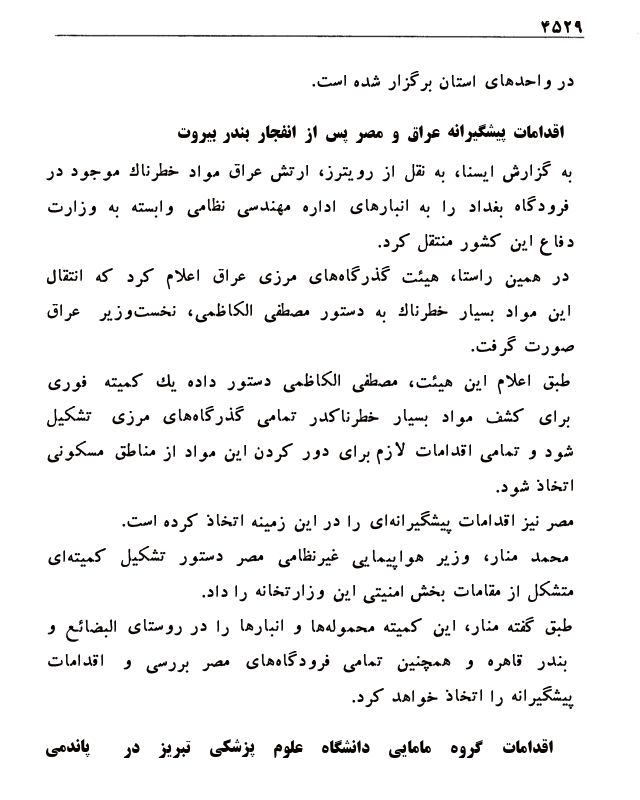 ۴۵۲۹
در واحدهای استان برگزار شده است.
اقدامات پیشگیرانه عراق و مصر پس از انفجار بندر بیروت
به گزارش ایسنا، به نقل از رویترز، ارتش عراق مواد خطرناك موجود در
فرودگاه بغداد را به انبارهای اداره مهندسی نظامی وابسته به وزارت
دفاع این کشور منتقل کرد.
در همین راستا، هیئت گذرگاه‌های مرزی عراق اعلام کرد که انتقال
این مواد بسیار خطرناك به دستور مصطفی الکاظمی، نخست‌وزیر عراق
صورت گرفت.
طبق اعلام این هیئت، مصطفی الکاظمی دستور داده يك کمیته فوری
برای کشف مواد بسیار خطرناکدر تمامی گذرگاه‌های مرزی تشکیل
شود و تمامی اقدامات لازم برای دور کردن این مواد از مناطق مسکونی
اتخاذ شود.
مصر نیز اقدامات پیشگیرانه‌ای را در این زمینه اتخاذ کرده است.
محمد منار، وزیر هواپیمایی غیرنظامی مصر دستور تشکیل کمیته‌ای
متشکل از مقامات بخش امنیتی این وزارتخانه را داد.
طبق گفته منار، این کمیته محموله‌ها و انبارها را در روستای البضائع و
بندر قاهره و همچنین تمامی فرودگاه‌های مصر بررسی و اقدامات
پیشگیرانه را اتخاذ خواهد کرد.
اقدامات گروه مامایی دانشگاه علوم پزشکی تبریز در پاندمی